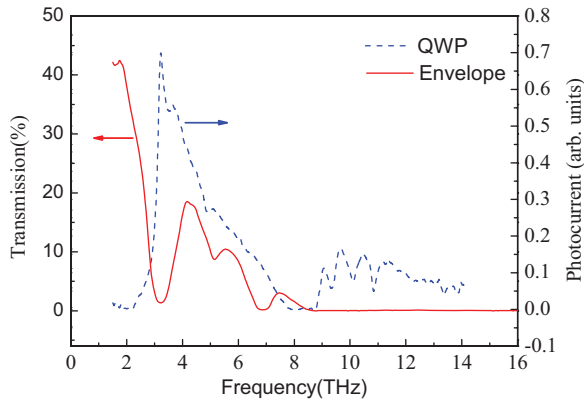 50
40
30
20
10
0
Transmission(%)
0.8
0.7
0.6
0.5
0.4
0.3
0.2
0.1
0.0
-0.1
Photocurrent (arb. units)
QWP
Envelope
0 2 4 6 8 10 12 14 16
Frequency(THz)